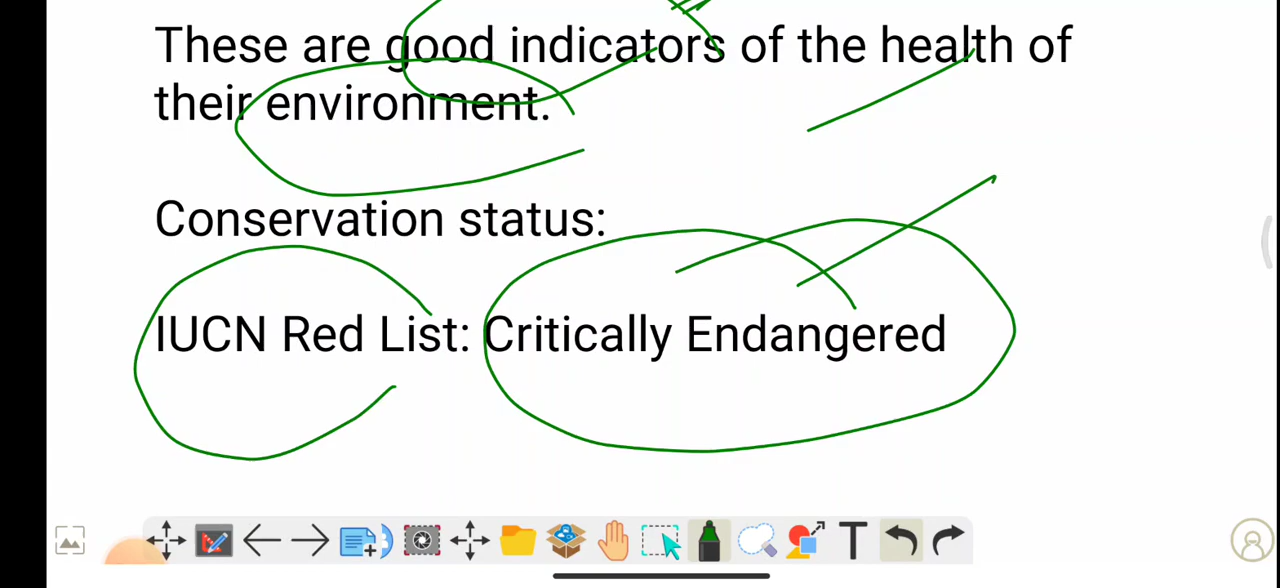 These are good indicators of the health of
their environment.
Conservation status:
IUCN Red List: Critically Endangered